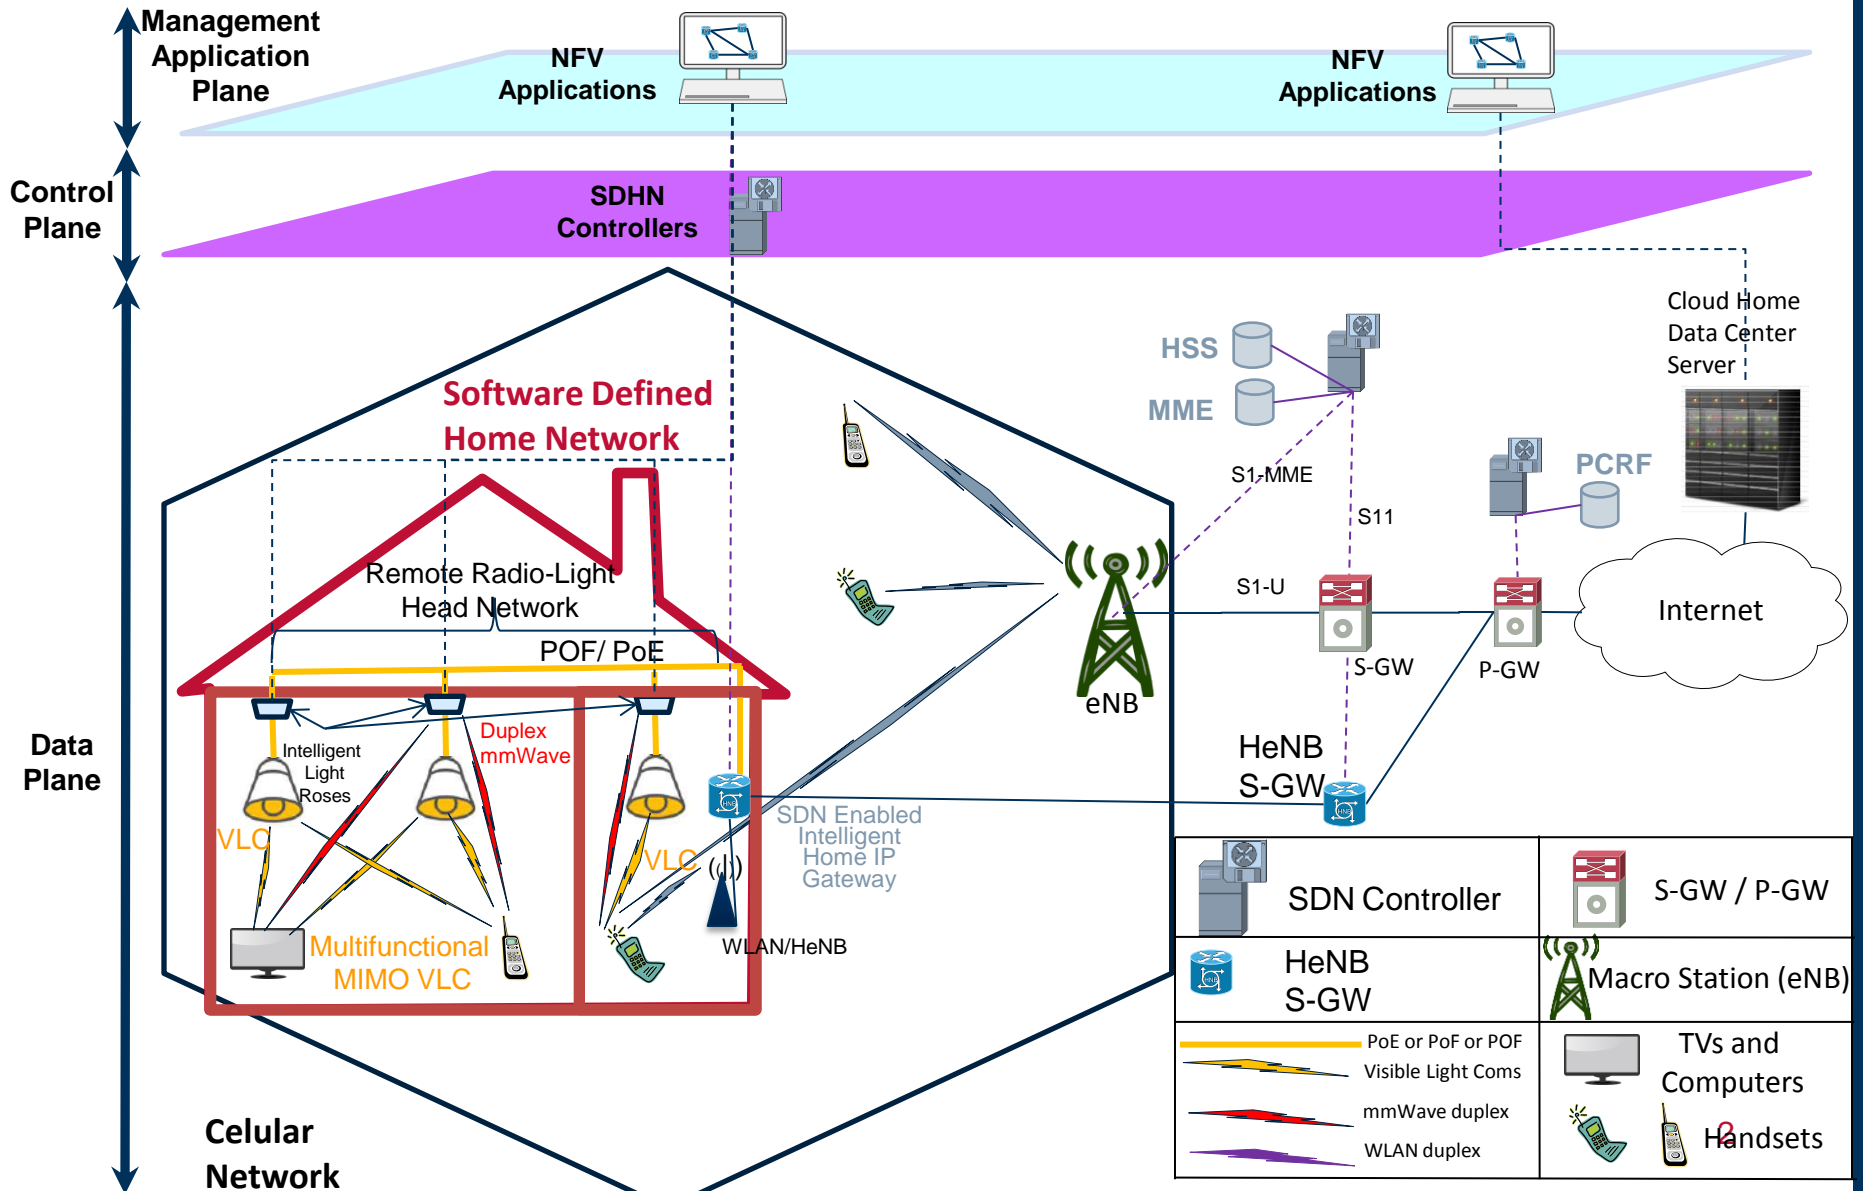 Management
Application
Plane
NFV
Applications
NFV
Applications
Control
Plane
SDHN
Controllers
Cloud Home
Data Center
Server
HSS
MME
Software Defined
Home Network
PCRF
S1-MME
S11
Remote Radio-Light
Head Network
S1-U
Internet
POF/ PoE
S-GW
P-GW
eNB
Data
Plane
Duplex
mmWave
Intelligent
Light
Roses
HeNB
S-GW
VLC
VLC
SDN Enabled
Intelligent
Home IP
Gateway
WLAN/HeNB
Multifunctional
MIMO VLC
SDN Controller
S-GW / P-GW
HeNB
S-GW
Macro Station (eNB)
PoE or PoF or POF
Visible Light Coms
mmWave duplex
WLAN duplex
TVs and
Computers
Handsets
2
Celular
Network